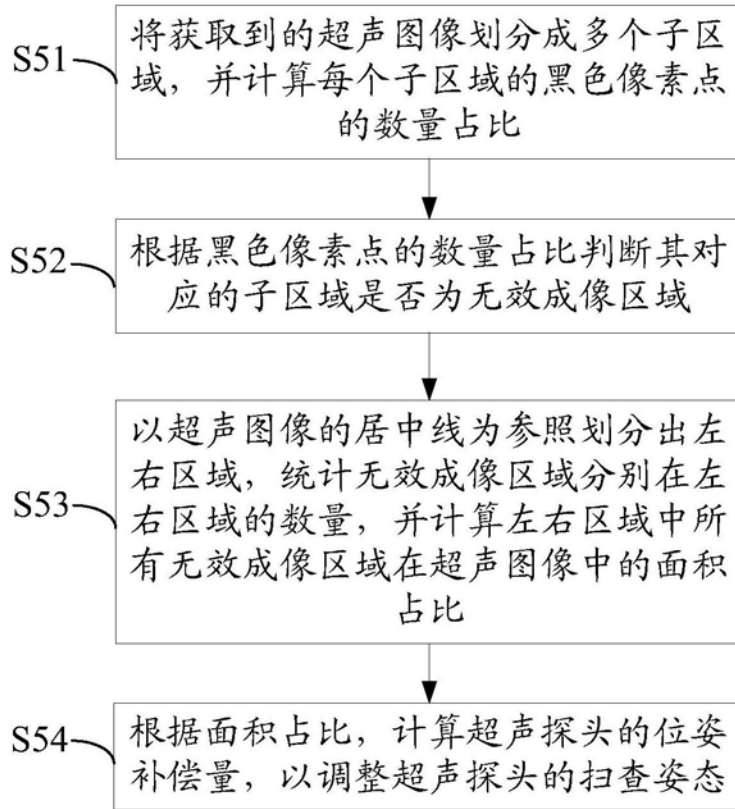 S51
将获取到的超声图像划分成多个子区
域，并计算每个子区域的黑色像素点
的数量占比
S52
根据黑色像素点的数量占比判断其对
应的子区域是否为无效成像区域
S53
以超声图像的居中线为参照划分出左
右区域，统计无效成像区域分别在左
右区域的数量，并计算左右区域中所
有无效成像区域在超声图像中的面积
占比
S54
根据面积占比，计算超声探头的位姿
补偿量，以调整超声探头的扫查姿态